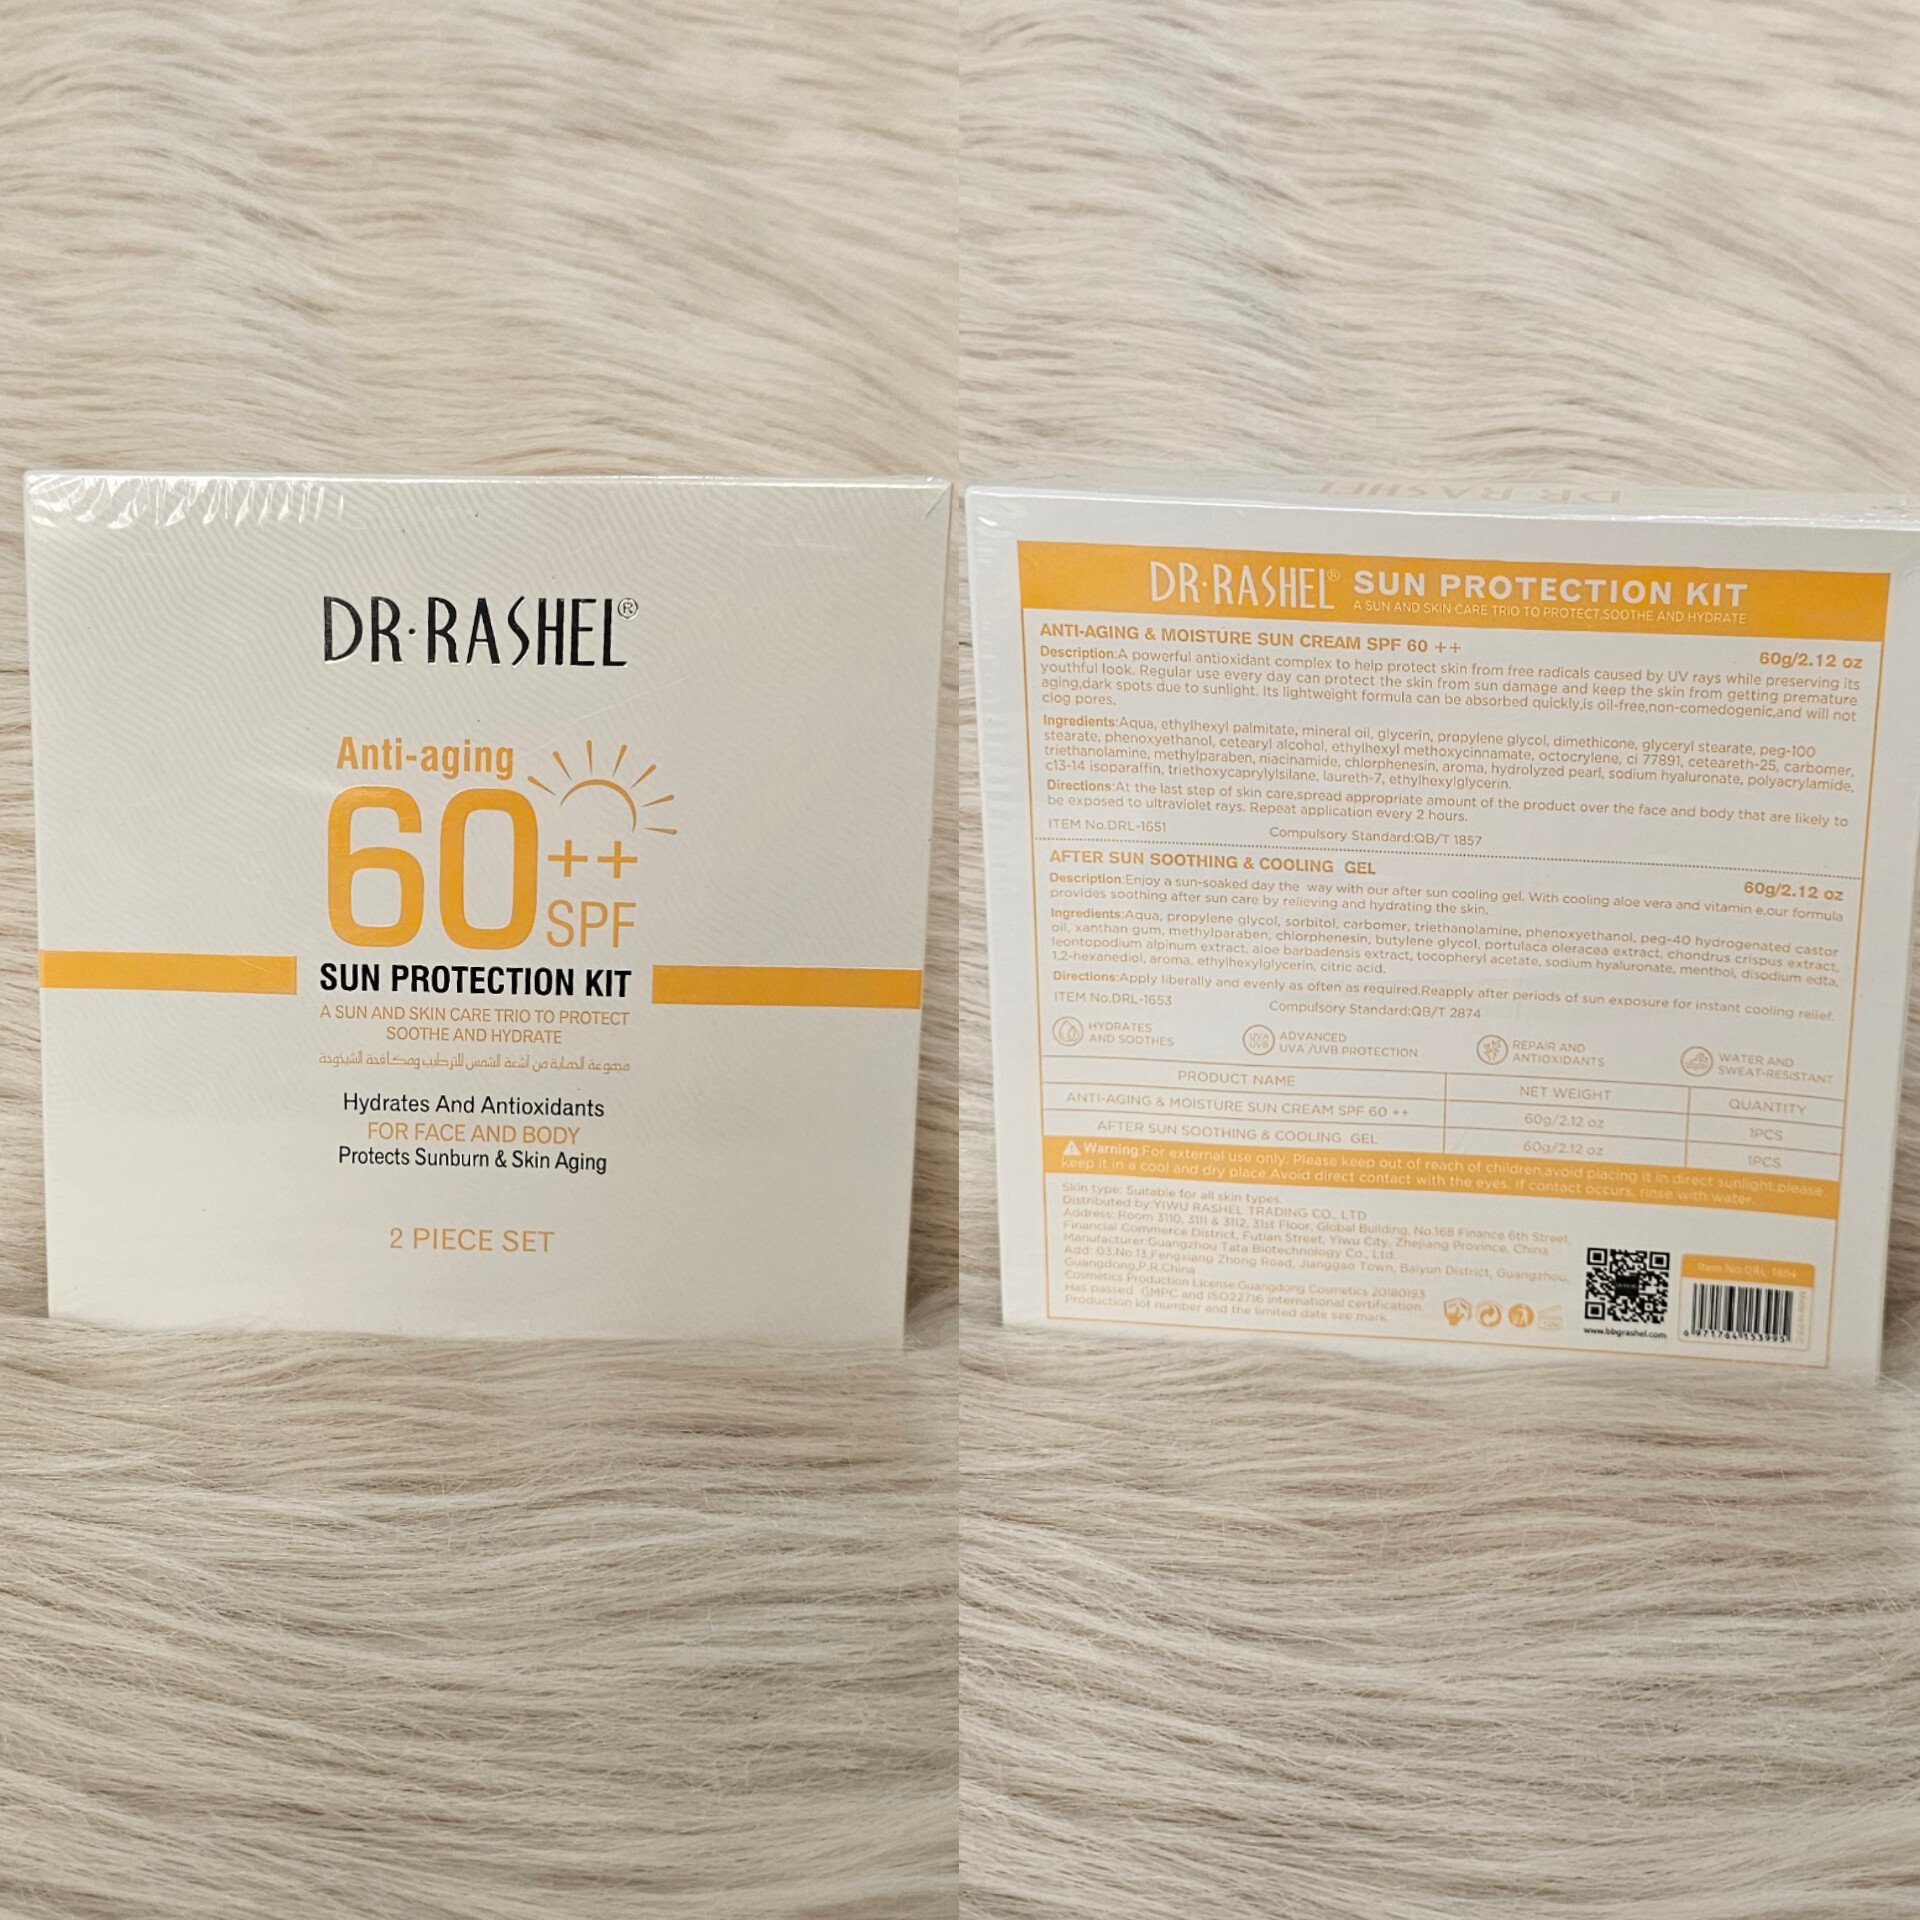 DR·RASHEL®
Anti-aging
60++
SPF
SUN PROTECTION KIT
A SUN AND SKIN CARE TRIO TO PROTECT
SOOTHE AND HYDRATE
مجموعة الحماية من أشعة الشمس للترطيب ومكافحة الشيخوخة
Hydrates And Antioxidants
FOR FACE AND BODY
Protects Sunburn & Skin Aging
2 PIECE SET
DR RASHEL
DR·RASHEL® SUN PROTECTION KIT
A SUN AND SKIN CARE TRIO TO PROTECT,SOOTHE AND HYDRATE
ANTI-AGING & MOISTURE SUN CREAM SPF 60 ++
60g/2.12 oz
Description:A powerful antioxidant complex to help protect skin from free radicals caused by UV rays while preserving its
youthful look. Regular use every day can protect the skin from sun damage and keep the skin from getting premature
aging,dark spots due to sunlight. Its lightweight formula can be absorbed quickly,is oil-free,non-comedogenic,and will not
clog pores.
Ingredients:Aqua, ethylhexyl palmitate, mineral oil, glycerin, propylene glycol, dimethicone, glyceryl stearate, peg-100
stearate, phenoxyethanol, cetearyl alcohol, ethylhexyl methoxycinnamate, octocrylene, ci 77891, ceteareth-25, carbomer,
triethanolamine, methylparaben, niacinamide, chlorphenesin, aroma, hydrolyzed pearl, sodium hyaluronate, polyacrylamide,
c13-14 isoparaffin, triethoxycaprylylsilane, laureth-7, ethylhexylglycerin.
Directions:At the last step of skin care,spread appropriate amount of the product over the face and body that are likely to
be exposed to ultraviolet rays. Repeat application every 2 hours.
ITEM No.DRL-1651
Compulsory Standard:QB/T 1857
AFTER SUN SOOTHING & COOLING GEL
60g/2.12 oz
Description:Enjoy a sun-soaked day the way with our after sun cooling gel. With cooling aloe vera and vitamin e,our formula
provides soothing after sun care by relieving and hydrating the skin.
Ingredients:Aqua, propylene glycol, sorbitol, carbomer, triethanolamine, phenoxyethanol, peg-40 hydrogenated castor
oil, xanthan gum, methylparaben, chlorphenesin, butylene glycol, portulaca oleracea extract, chondrus crispus extract,
leontopodium alpinum extract, aloe barbadensis extract, tocopheryl acetate, sodium hyaluronate, menthol, disodium edta,
1,2-hexanediol, aroma, ethylhexylglycerin, citric acid.
Directions:Apply liberally and evenly as often as required.Reapply after periods of sun exposure for instant cooling relief.
ITEM No.DRL-1653
Compulsory Standard:QB/T 2874
HYDRATES
AND SOOTHES
UVA
UVB
ADVANCED
UVA /UVB PROTECTION
REPAIR AND
ANTIOXIDANTS
WATER AND
SWEAT-RESISTANT
PRODUCT NAME NET WEIGHT QUANTITY
ANTI-AGING & MOISTURE SUN CREAM SPF 60 ++ 60g/2.12 oz 1PCS
AFTER SUN SOOTHING & COOLING GEL 60g/2.12 oz 1PCS
Warning:For external use only. Please keep out of reach of children,avoid placing it in direct sunlight,please
keep it in a cool and dry place.Avoid direct contact with the eyes. If contact occurs, rinse with water.
Skin type: Suitable for all skin types.
Distributed by:YIWU RASHEL TRADING CO., LTD
Address: Room 3110, 3111 & 3112, 31st Floor, Global Building, No.168 Finance 6th Street,
Financial Commerce District, Futian Street, Yiwu City, Zhejiang Province, China
Manufacturer:Guangzhou Tata Biotechnology Co., Ltd.
Add: Q3,No.13,Fengxiang Zhong Road, Jianggao Town, Baiyun District, Guangzhou,
Guangdong,P.R.China
Cosmetics Production License:Guangdong Cosmetics 20180193
Has passed GMPC and ISO22716 international certification.
Production lot number and the limited date see mark.
www.bbgrashel.com
Item No.DRL-1654
6 971764 153995